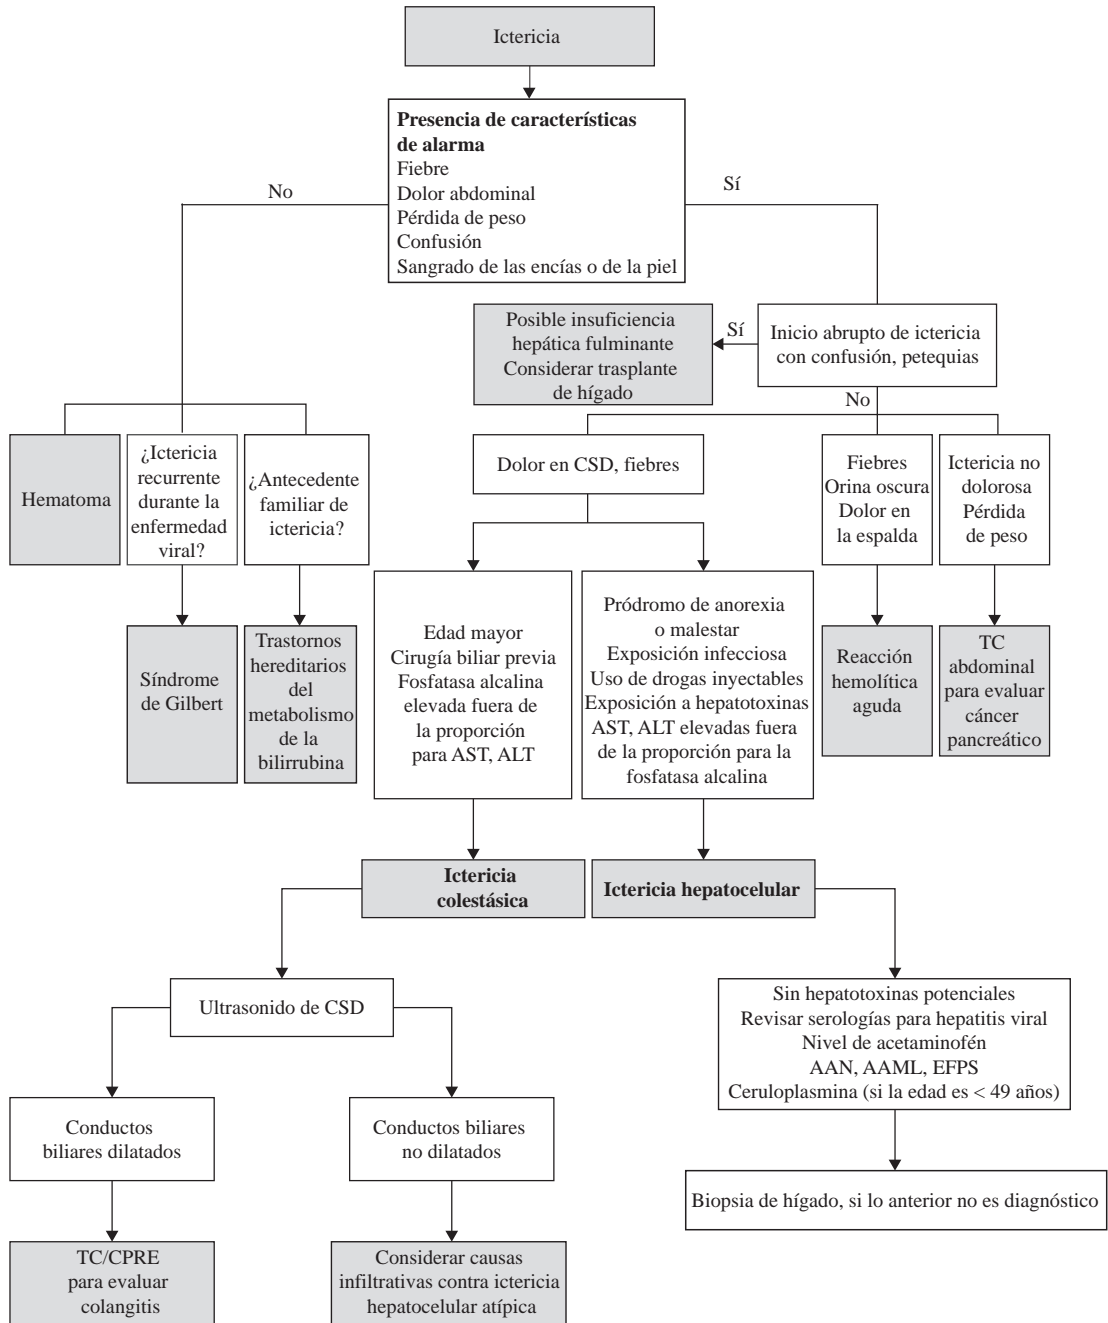 Ictericia
Presencia de características
de alarma
Fiebre
Dolor abdominal
Pérdida de peso
Confusión
Sangrado de las encías o de la piel
No
Sí
Posible insuficiencia
hepática fulminante
Considerar trasplante
de hígado
Sí
Inicio abrupto de ictericia
con confusión, petequias
No
Hematoma
¿Ictericia
recurrente
durante la
enfermedad
viral?
¿Antecedente
familiar de
ictericia?
Dolor en CSD, fiebres
Fiebres
Orina oscura
Dolor en
la espalda
Ictericia no
dolorosa
Pérdida
de peso
Síndrome
de Gilbert
Trastornos
hereditarios
del
metabolismo
de la
bilirrubina
Edad mayor
Cirugía biliar previa
Fosfatasa alcalina
elevada fuera de
la proporción
para AST, ALT
Pródromo de anorexia
o malestar
Exposición infecciosa
Uso de drogas inyectables
Exposición a hepatotoxinas
AST, ALT elevadas fuera
de la proporción para la
fosfatasa alcalina
Reacción
hemolítica
aguda
TC
abdominal
para evaluar
cáncer
pancreático
Ictericia
colestásica
Ictericia hepatocelular
Ultrasonido de CSD
Sin hepatotoxinas potenciales
Revisar serologías para hepatitis viral
Nivel de acetaminofén
AAN, AAML, EFPS
Ceruloplasmina (si la edad es < 49 años)
Conductos
biliares dilatados
Conductos biliares
no dilatados
Biopsia de hígado, si lo anterior no es diagnóstico
TC/CPRE
para evaluar
colangitis
Considerar causas
infiltrativas contra ictericia
hepatocelular atípica